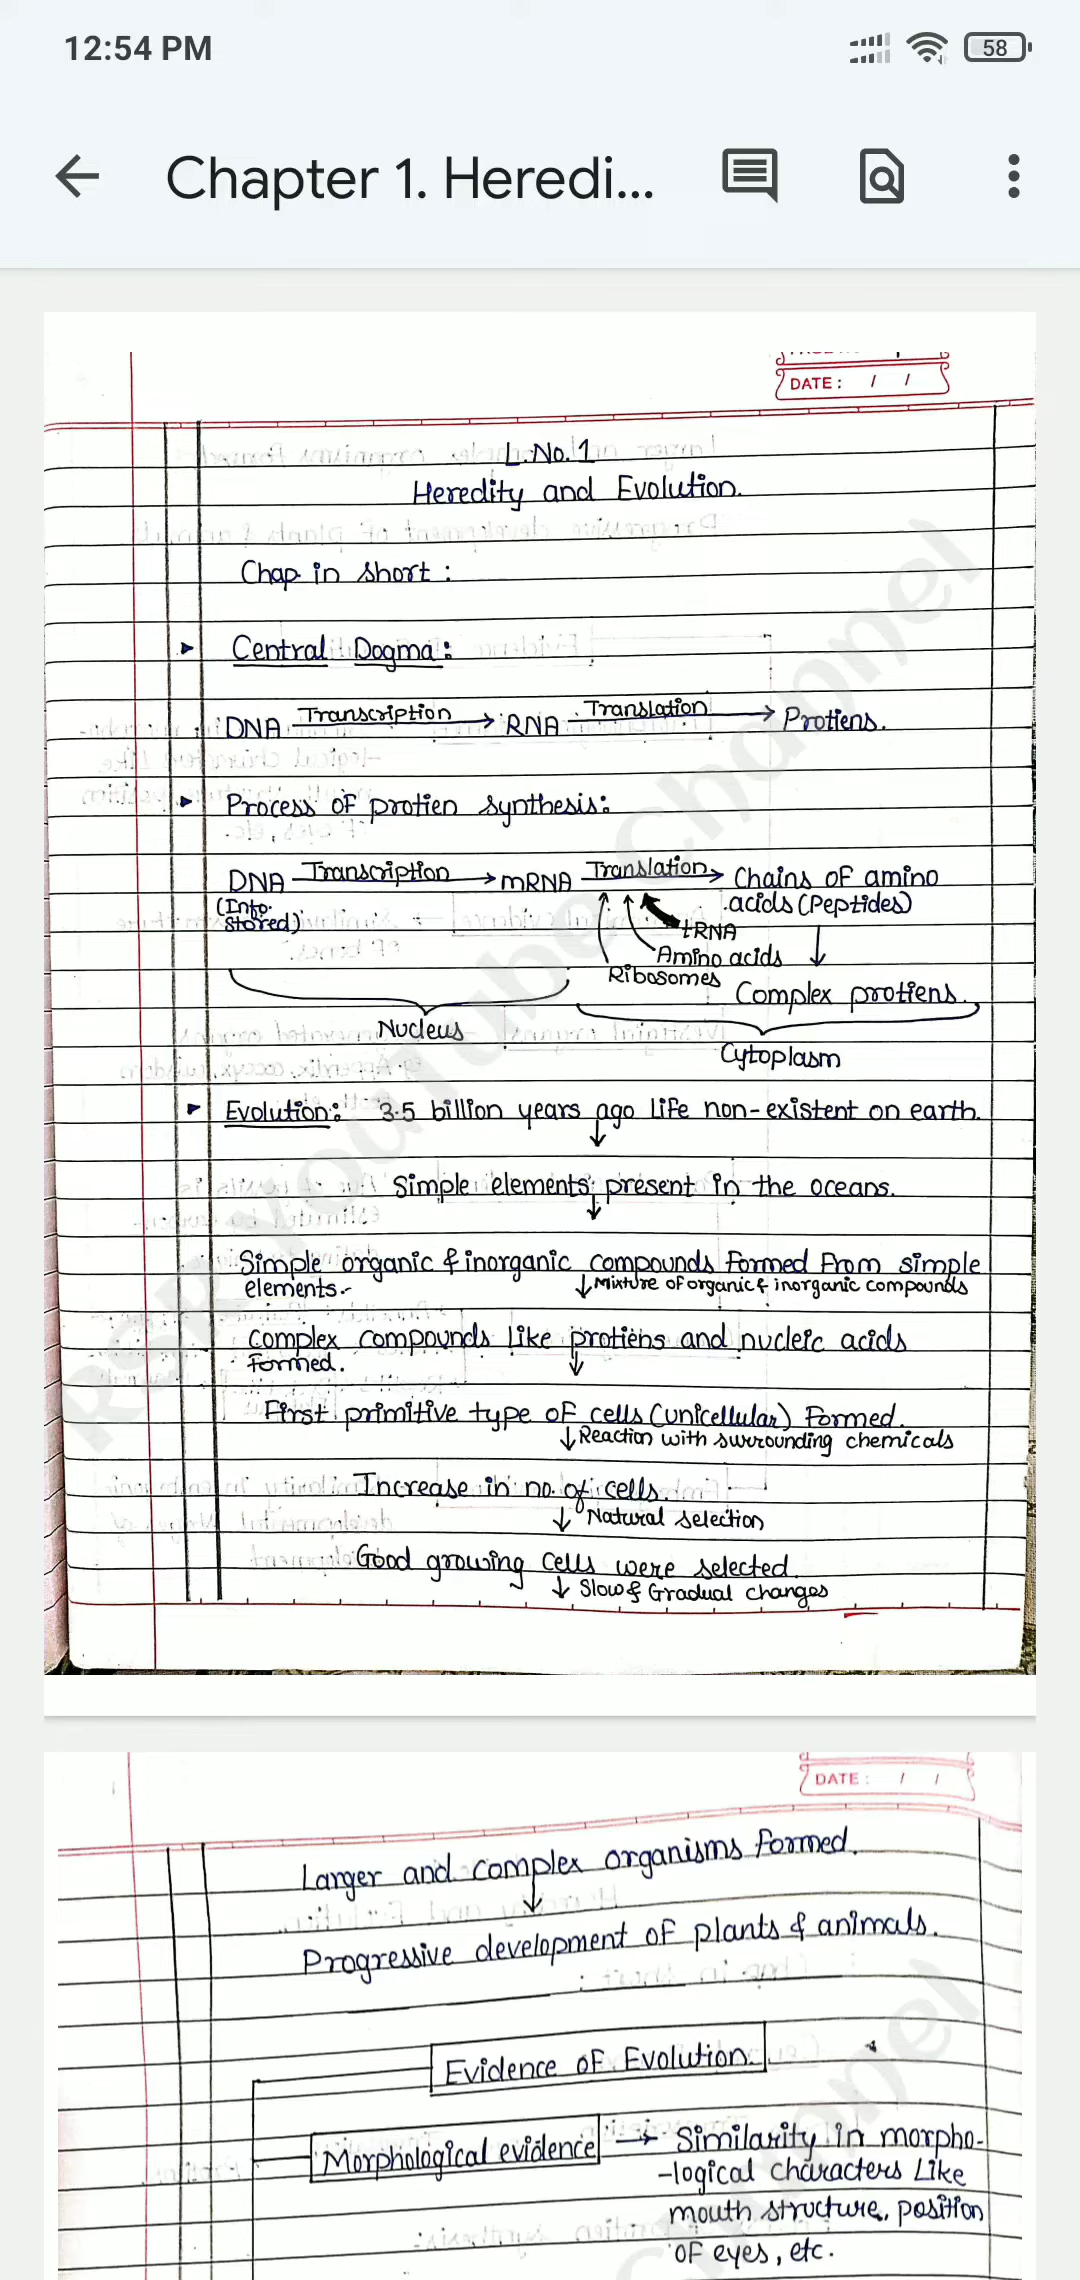 12:54 PM
58
Chapter 1. Heredi...
DATE : / /
L.No.1
Heredity and Evolution.
Chap in short :
Central Dogma :
DNA Transcription → RNA Translation → Protiens.
Process of protien synthesis:
DNA Transcription → mRNA Translation → Chains of amino
(Info. stored)
acids (Peptides)
tRNA
Amino acids ↓
Ribosomes
Complex protiens.
Nucleus
Cytoplasm
Evolution: 3.5 billion years ago life non-existent on earth.
↓
Simple elements present in the oceans.
↓
Simple organic & inorganic compounds formed From simple
elements.
↓ Mixture of organic & inorganic compounds
Complex compounds like protiens and nucleic acids
formed.
↓
First primitive type of cells (unicellular) Formed.
↓ Reaction with surrounding chemicals
Increase in no. of cells.
↓ Natural selection
Good growing cells were selected.
↓ Slow & Gradual changes
RSR YouTube Channel
DATE : / /
Larger and complex organisms formed.
↓
Progressive development of plants & animals.
Evidence of Evolution.
Morphological evidence → Similarity in morpho-
-logical characters Like
mouth structure, position
of eyes, etc.